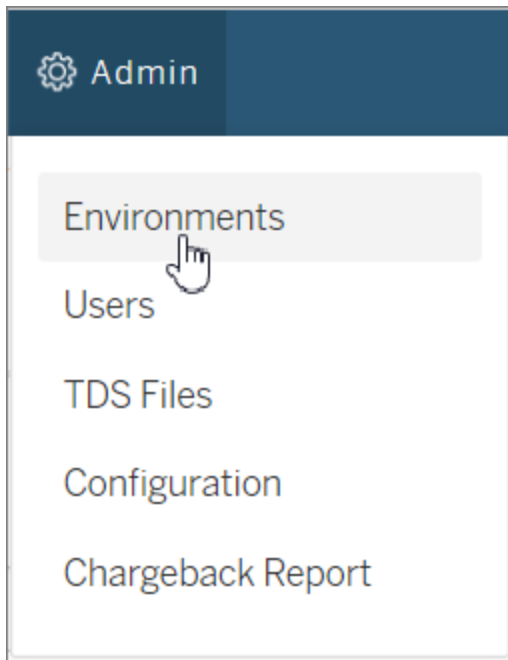 Admin
Environments
Users
TDS Files
Configuration
Chargeback Report